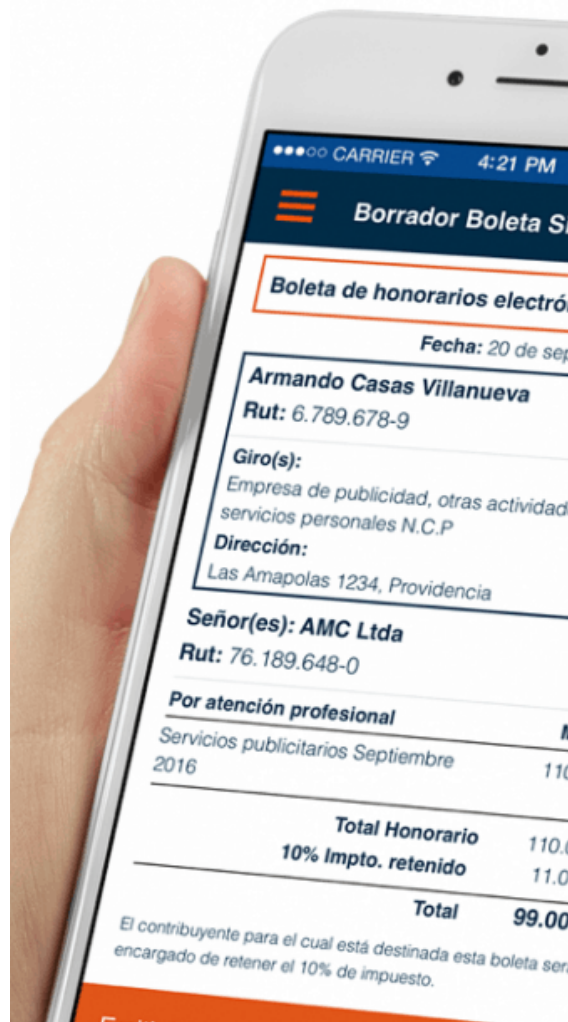 CARRIER 4:21 PM
Borrador Boleta
Boleta de honorarios
Fecha: 20 de
Armando Casas Villanueva
Rut: 6.789.678-9
Giro(s):
Empresa de publicidad, otras
servicios personales N.C.P
Dirección:
Las Amapolas 1234, Providencia
Señor(es): AMC Ltda
Rut: 76.189.648-0
Por atención profesional
Servicios publicitarios Septiembre
2016
Total Honorario
10% Impto. retenido
Total
El contribuyente para el cual está destinada esta boleta
encargado de retener el 10% de impuesto.